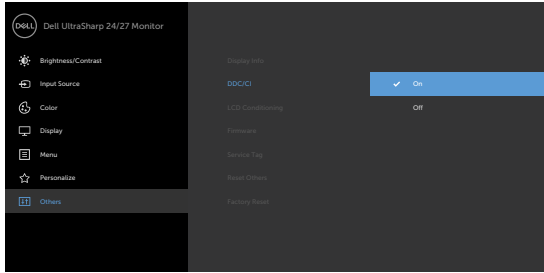 DELL
Dell UltraSharp 24/27 Monitor
Brightness/Contrast
Display Info
Input Source
DDC/CI
On
Color
LCD Conditioning
Off
Display
Firmware
Menu
Service Tag
Personalize
Reset Others
Others
Factory Reset